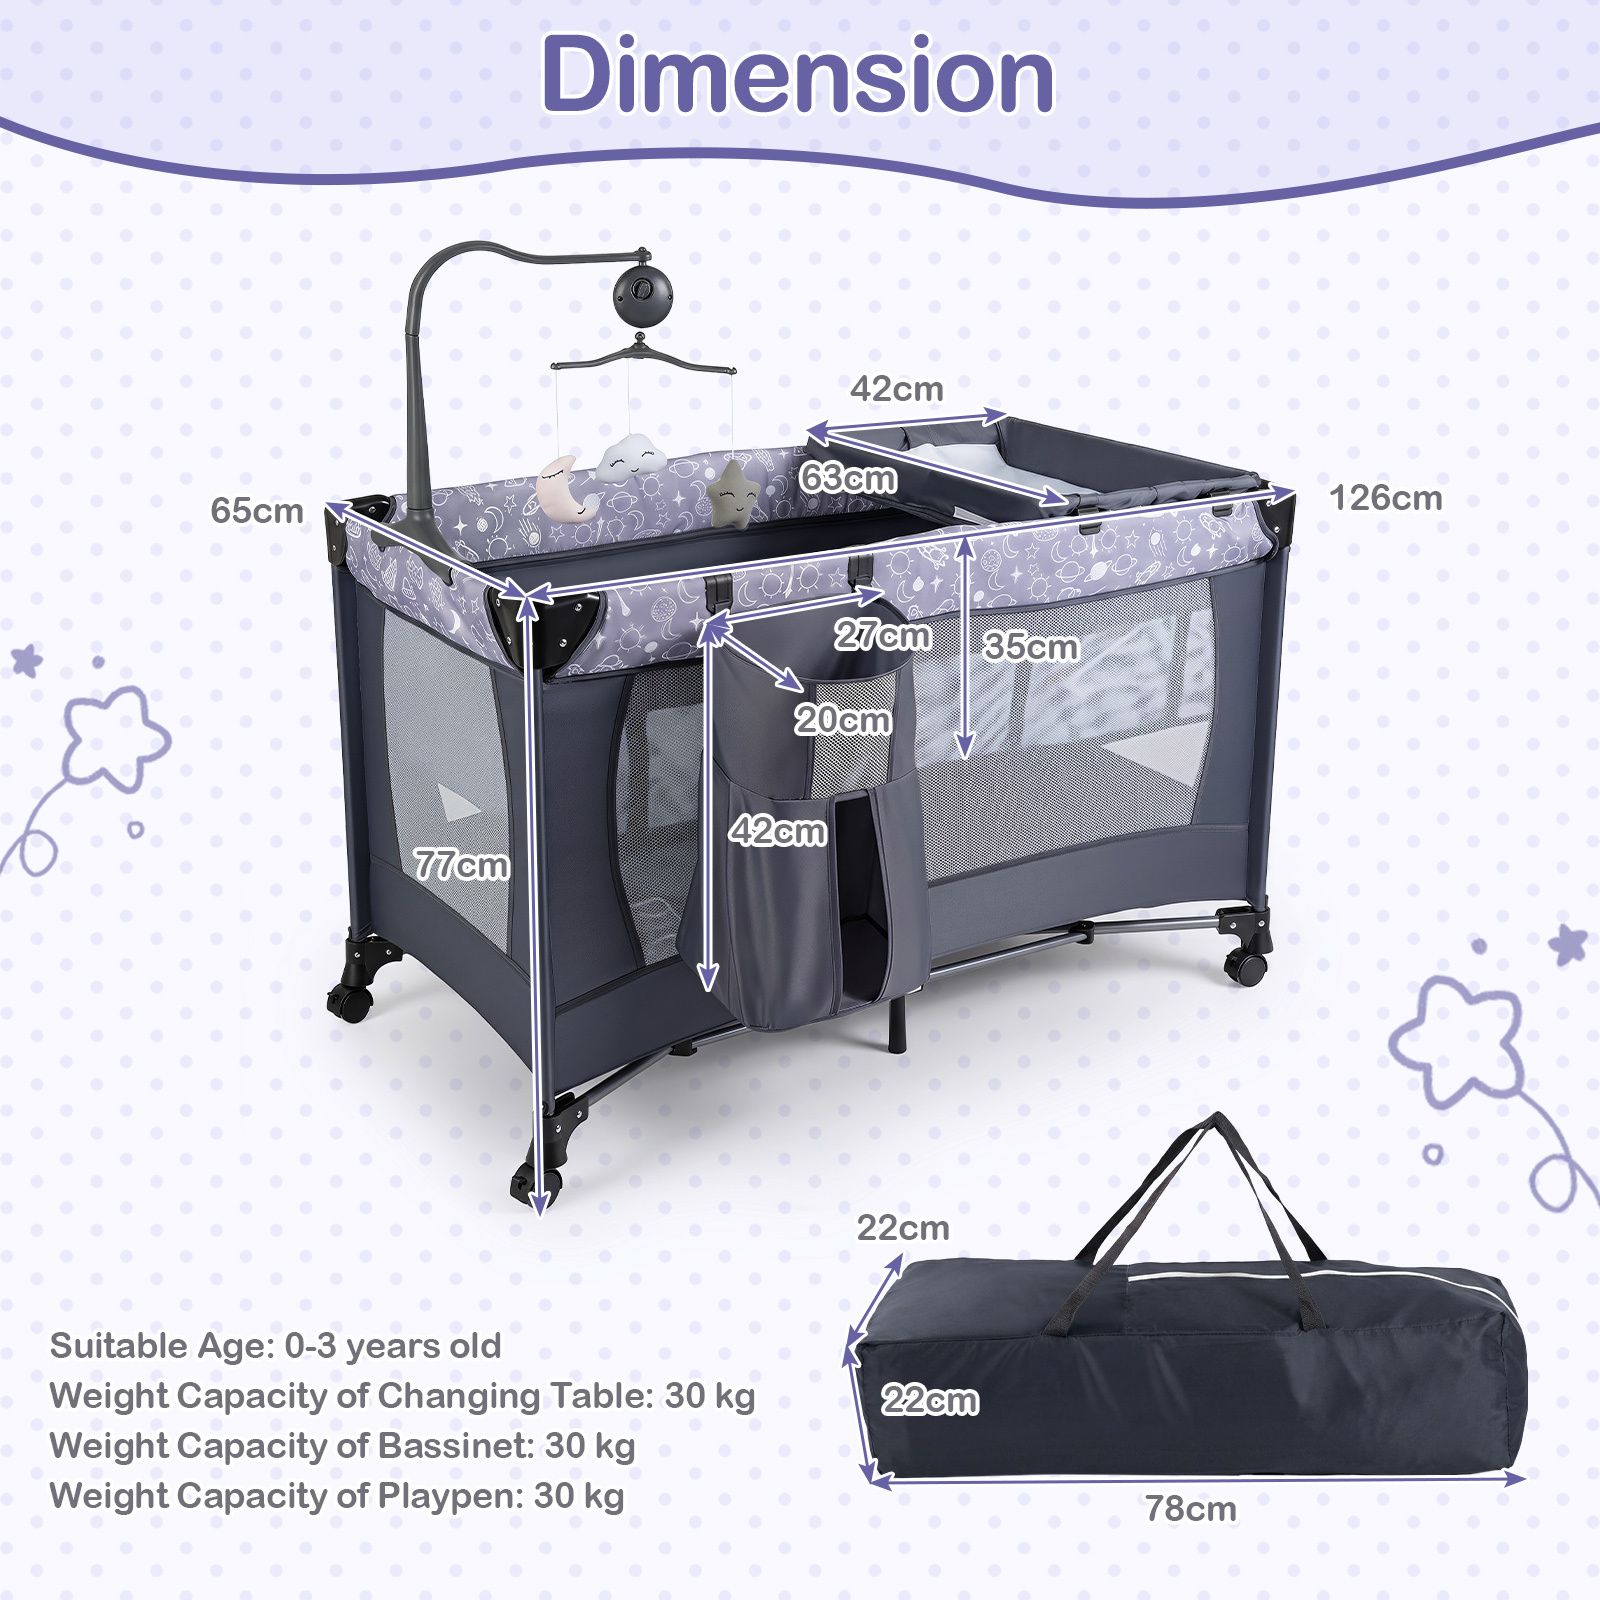 Dimension
42cm
63cm
65cm
126cm
27cm
35cm
20cm
42cm
77cm
22cm
22cm
78cm
Suitable Age: 0-3 years old
Weight Capacity of Changing Table: 30 kg
Weight Capacity of Bassinet: 30 kg
Weight Capacity of Playpen: 30 kg